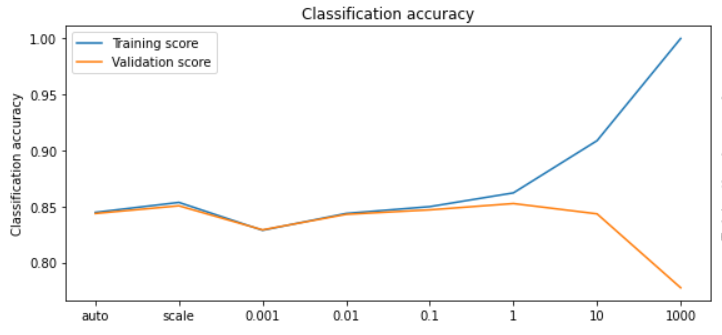 Classification accuracy
1.00
0.95
0.90
0.85
0.80
Classification accuracy
Training score
Validation score
auto scale 0.001 0.01 0.1 1 10 1000